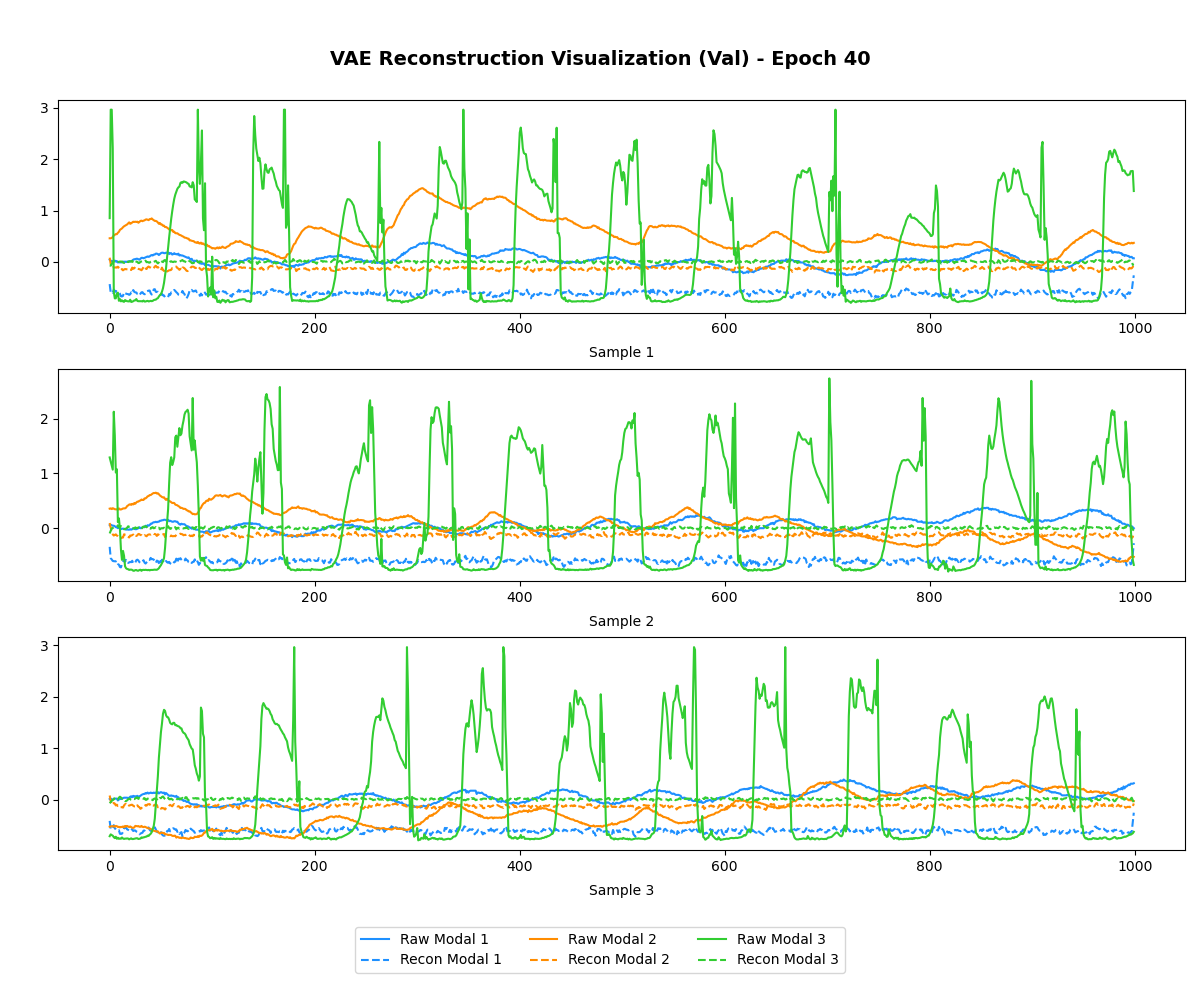 VAE Reconstruction Visualization (Val) - Epoch 40
3
2
1
0
0 200 400 600 800 1000
Sample 1
2
1
0
0 200 400 600 800 1000
Sample 2
3
2
1
0
0 200 400 600 800 1000
Sample 3
Raw Modal 1 Raw Modal 2 Raw Modal 3
Recon Modal 1 Recon Modal 2 Recon Modal 3